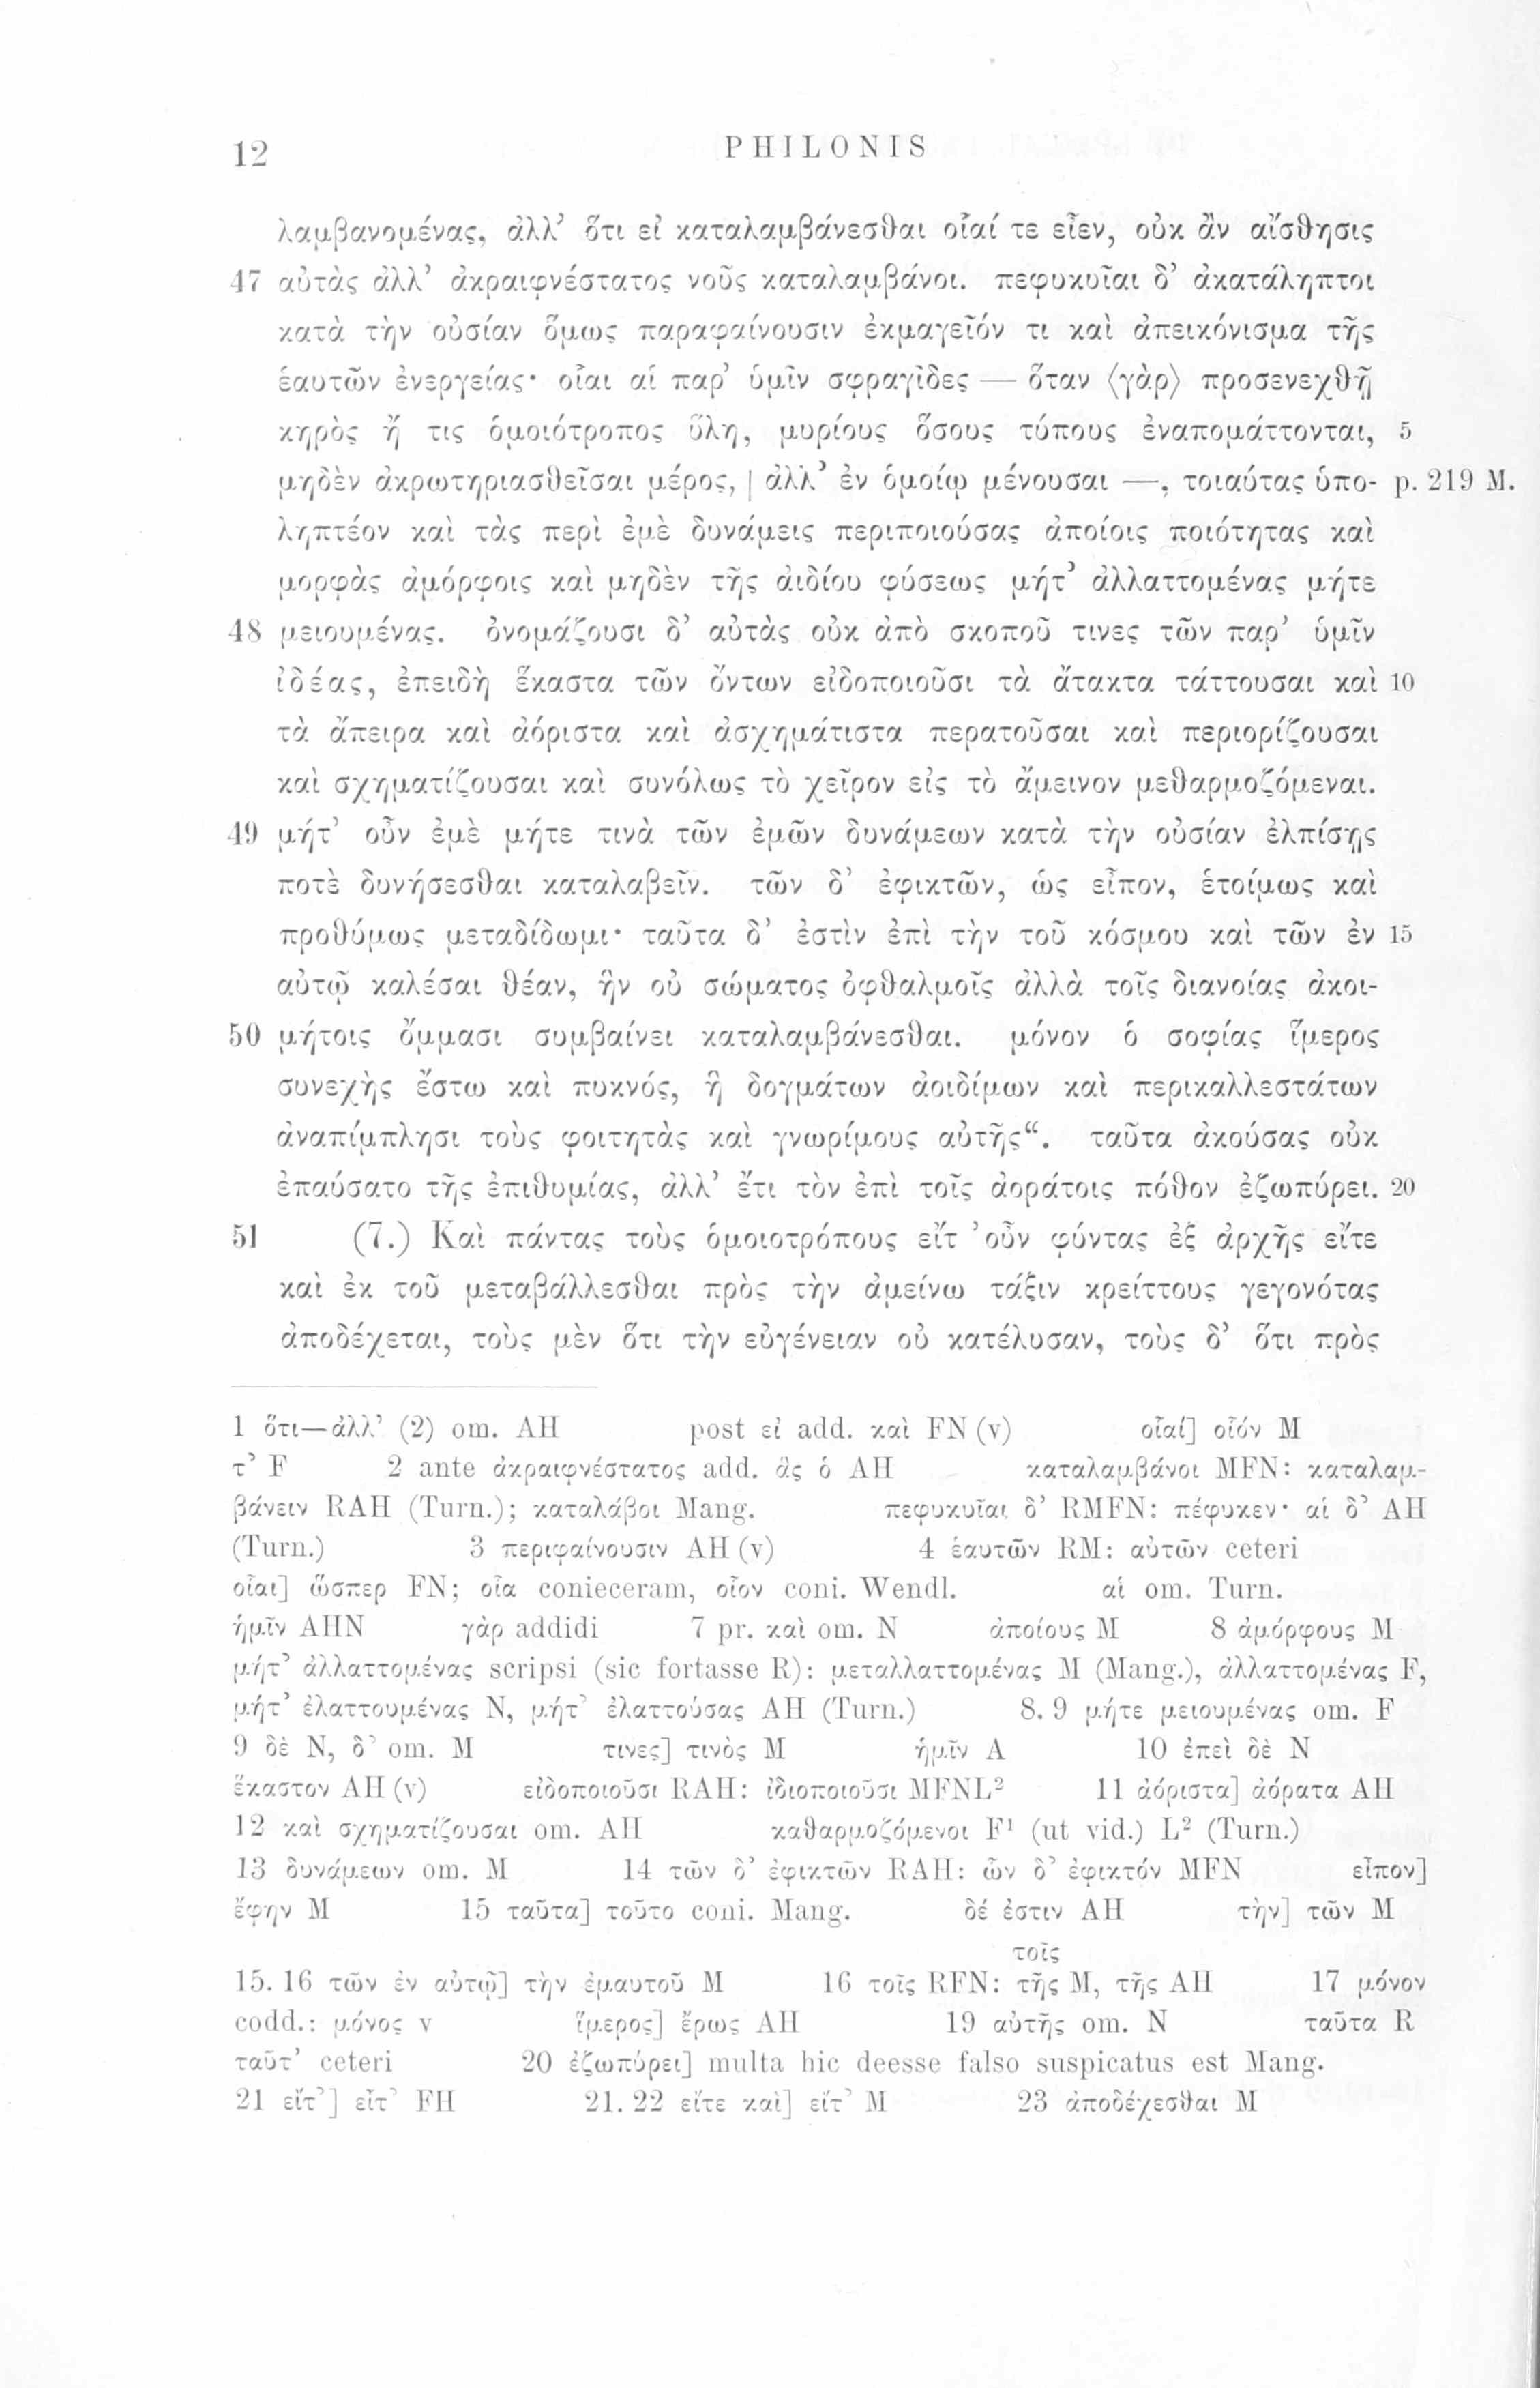 12 PHILONIS
λαμβανομένας, ἀλλ’ ὅτι εἰ καταλαμβάνεσθαι οἷαί τε εἶεν, οὐκ ἂν αἴσθησις
47 αὐτὰς ἀλλ’ ἀκραιφνέστατος νοῦς καταλαμβάνοι. πεφυκυῖαι δ’ ἀκατάληπτοι
κατὰ τὴν οὐσίαν ὅμως παραφαίνουσιν ἐκμαγεῖόν τι καὶ ἀπεικόνισμα τῆς
ἑαυτῶν ἐνεργείας· οἷαι αἱ παρ’ ὑμῖν σφραγῖδες — ὅταν ⟨γὰρ⟩ προσενεχθῇ
κηρὸς ἤ τις ὁμοιότροπος ὕλη, μυρίους ὅσους τύπους ἐναπομάττονται, 5
μηδὲν ἀκρωτηριασθεῖσαι μέρος, | ἀλλ’ ἐν ὁμοίῳ μένουσαι —, τοιαύτας ὑπο- p. 219 M.
ληπτέον καὶ τὰς περὶ ἐμὲ δυνάμεις περιποιούσας ἀποίοις ποιότητας καὶ
μορφὰς ἀμόρφοις καὶ μηδὲν τῆς ἀιδίου φύσεως μήτ’ ἀλλαττομένας μήτε
48 μειουμένας. ὀνομάζουσι δ’ αὐτὰς οὐκ ἀπὸ σκοποῦ τινες τῶν παρ’ ὑμῖν
ἰδέας, ἐπειδὴ ἕκαστα τῶν ὄντων εἰδοποιοῦσι τὰ ἄτακτα τάττουσαι καὶ 10
τὰ ἄπειρα καὶ ἀόριστα καὶ ἀσχημάτιστα περατοῦσαι καὶ περιορίζουσαι
καὶ σχηματίζουσαι καὶ συνόλως τὸ χεῖρον εἰς τὸ ἄμεινον μεθαρμοζόμεναι.
49 μήτ’ οὖν ἐμὲ μήτε τινὰ τῶν ἐμῶν δυνάμεων κατὰ τὴν οὐσίαν ἐλπίσῃς
ποτὲ δυνήσεσθαι καταλαβεῖν. τῶν δ’ ἐφικτῶν, ὡς εἶπον, ἑτοίμως καὶ
προθύμως μεταδίδωμι· ταῦτα δ’ ἐστὶν ἐπὶ τὴν τοῦ κόσμου καὶ τῶν ἐν 15
αὐτῷ καλέσαι θέαν, ἣν οὐ σώματος ὀφθαλμοῖς ἀλλὰ τοῖς διανοίας ἀκοι-
50 μήτοις ὄμμασι συμβαίνει καταλαμβάνεσθαι. μόνον ὁ σοφίας ἵμερος
συνεχὴς ἔστω καὶ πυκνός, ἣ δογμάτων ἀοιδίμων καὶ περικαλλεστάτων
ἀναπίμπλησι τοὺς φοιτητὰς καὶ γνωρίμους αὐτῆς“. ταῦτα ἀκούσας οὐκ
ἐπαύσατο τῆς ἐπιθυμίας, ἀλλ’ ἔτι τὸν ἐπὶ τοῖς ἀοράτοις πόθον ἐζωπύρει. 20
51 (7.) Καὶ πάντας τοὺς ὁμοιοτρόπους εἴτ ’οὖν φύντας ἐξ ἀρχῆς εἴτε
καὶ ἐκ τοῦ μεταβάλλεσθαι πρὸς τὴν ἀμείνω τάξιν κρείττους γεγονότας
ἀποδέχεται, τοὺς μὲν ὅτι τὴν εὐγένειαν οὐ κατέλυσαν, τοὺς δ’ ὅτι πρὸς
1 ὅτι—ἀλλ’ (2) om. AH post εἰ add. καὶ FN (v) οἷαί] οἷόν M
τ’ F 2 ante ἀκραιφνέστατος add. ἃς ὁ AH καταλαμβάνοι MFN: καταλαμ-
βάνειν RAH (Turn.); καταλάβοι Mang. πεφυκυῖαι δ’ RMFN: πέφυκεν· αἱ δ’ AH
(Turn.) 3 περιφαίνουσιν AH (v) 4 ἑαυτῶν RM: αὐτῶν ceteri
οἷαι] ὥσπερ FN; οἷα conieceram, οἷον coni. Wendl. αἱ om. Turn.
ἡμῖν AHN γὰρ addidi 7 pr. καὶ om. N ἀποίους M 8 ἀμόρφους M
μήτ’ ἀλλαττομένας scripsi (sic fortasse R): μεταλλαττομένας M (Mang.), ἀλλαττομένας F,
μήτ’ ἐλαττουμένας N, μήτ’ ἐλαττούσας AH (Turn.) 8. 9 μήτε μειουμένας om. F
9 δὲ N, δ’ om. M τινες] τινὸς M ἡμῖν A 10 ἐπεὶ δὲ N
ἕκαστον AH (v) εἰδοποιοῦσι RAH: ἰδιοποιοῦσι MFNL² 11 ἀόριστα] ἀόρατα AH
12 καὶ σχηματίζουσαι om. AH καθαρμοζόμενοι F¹ (ut vid.) L² (Turn.)
13 δυνάμεων om. M 14 τῶν δ’ ἐφικτῶν RAH: ὧν δ’ ἐφικτόν MFN εἶπον]
ἔφην M 15 ταῦτα] τοῦτο coni. Mang. δέ ἐστιν AH τὴν] τῶν M
τοῖς
15. 16 τῶν ἐν αὐτῷ] τὴν ἐμαυτοῦ M 16 τοῖς RFN: τῆς M, τῆς AH 17 μόνον
codd.: μόνος v ἵμερος] ἔρως AH 19 αὐτῆς om. N ταῦτα R
ταῦτ’ ceteri 20 ἐζωπύρει] multa hic deesse falso suspicatus est Mang.
21 εἴτ’] εἶτ’ FH 21. 22 εἴτε καὶ] εἴτ’ M 23 ἀποδέχεσθαι M